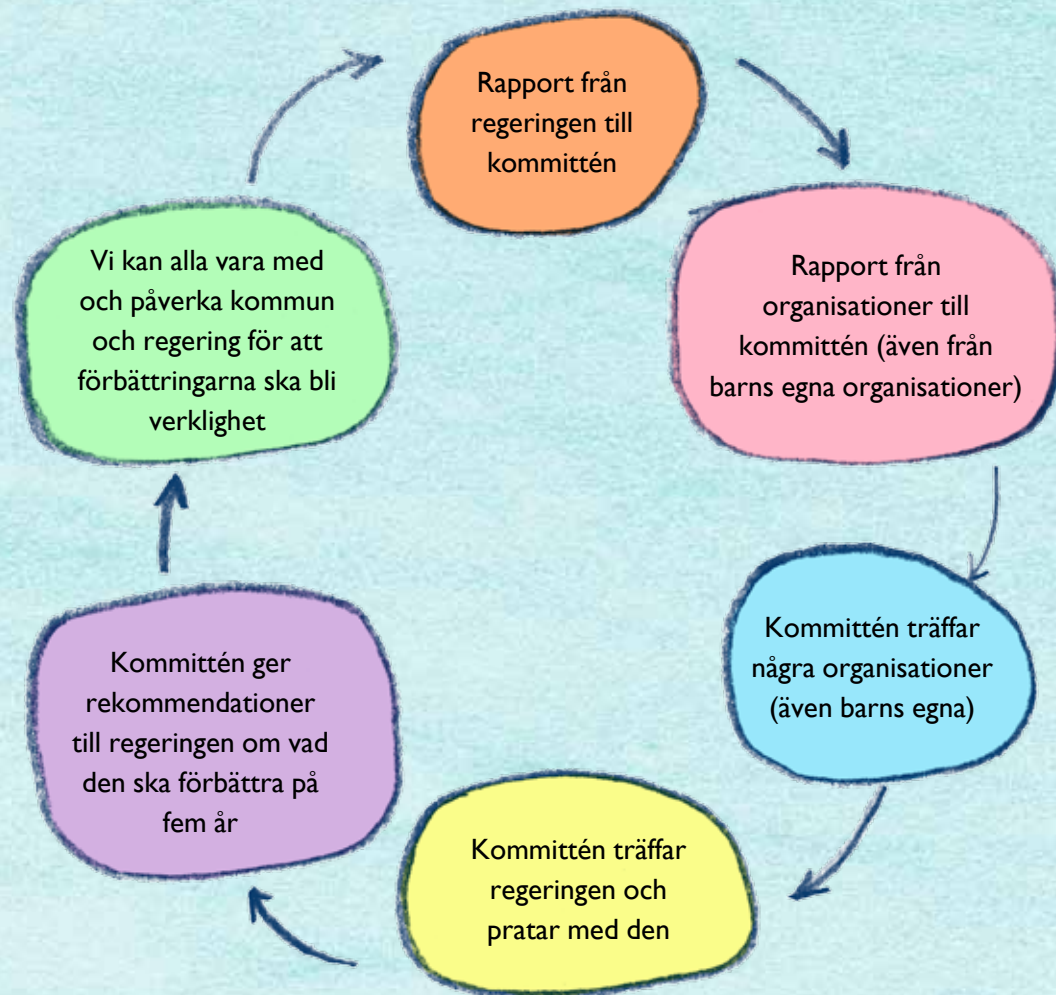 Rapport från
regeringen till
kommittén
Rapport från
organisationer till
kommittén (även från
barns egna organisationer)
Kommittén träffar
några organisationer
(även barns egna)
Kommittén träffar
regeringen och
pratar med den
Kommittén ger
rekommendationer
till regeringen om vad
den ska förbättra på
fem år
Vi kan alla vara med
och påverka kommun
och regering för att
förbättringarna ska bli
verklighet